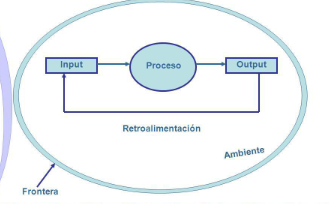 Input
Proceso
Output
Retroalimentación
Ambiente
Frontera